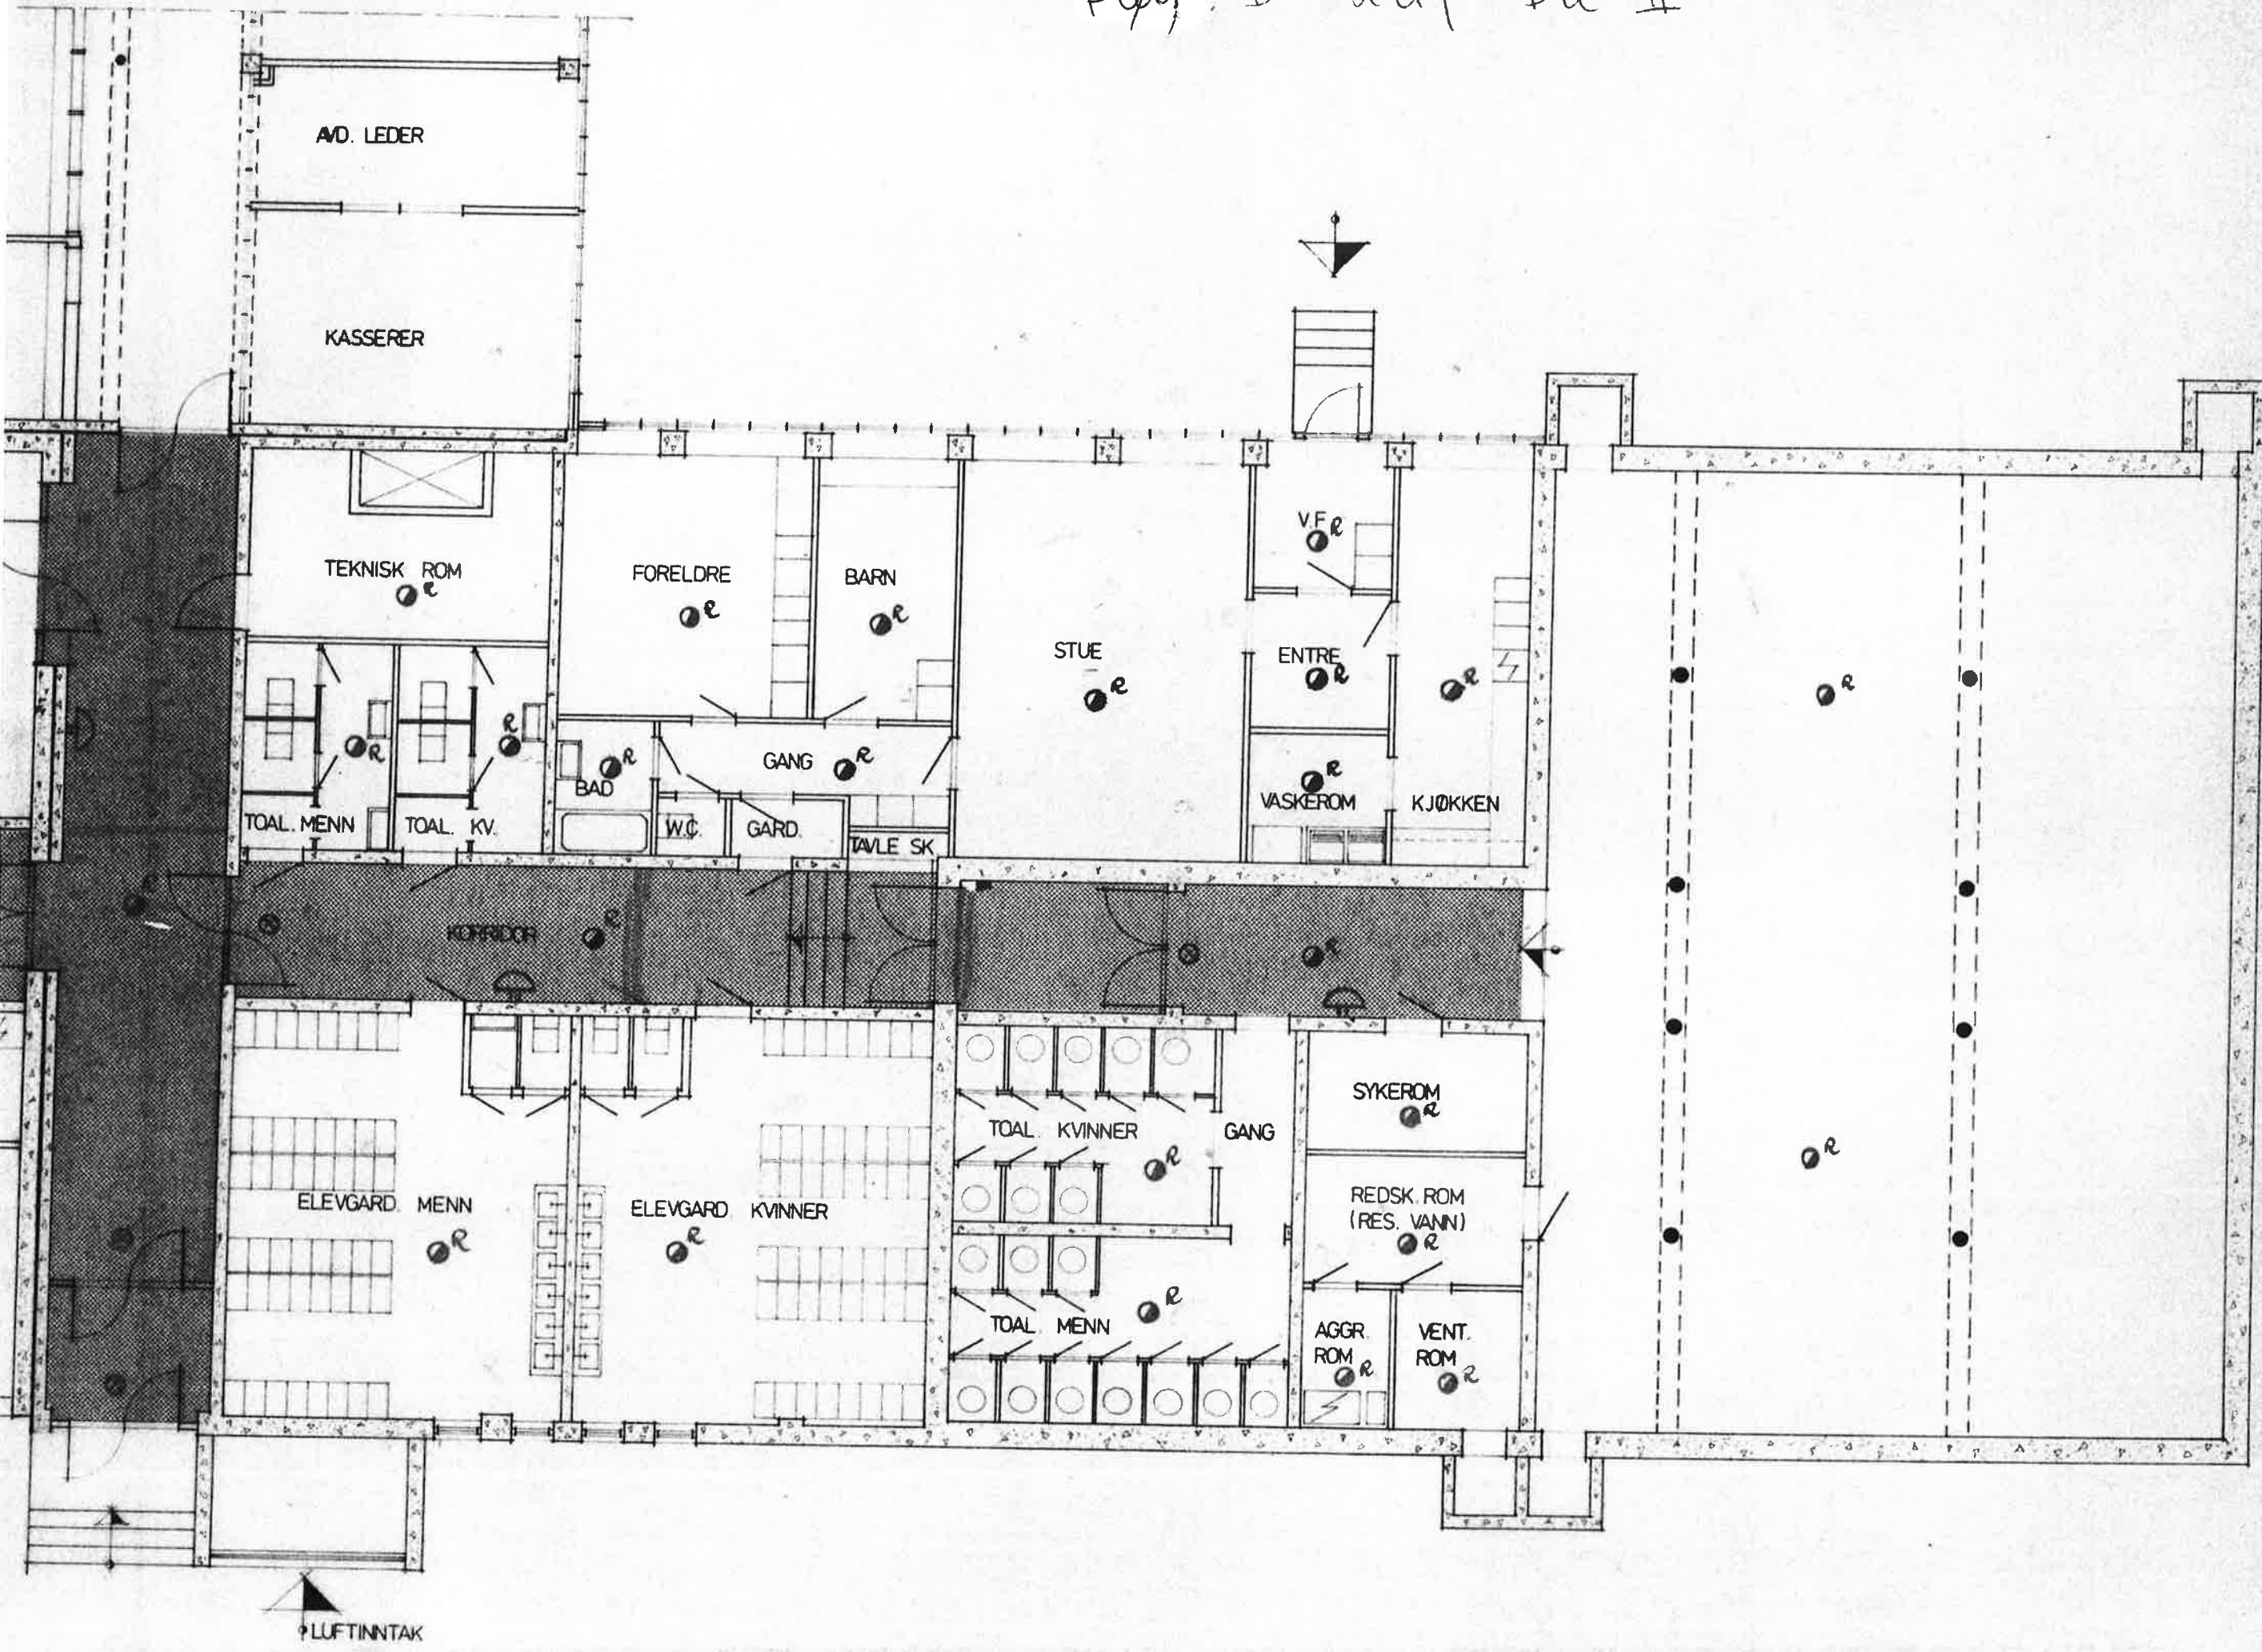 II
AVD. LEDER
KASSERER
TEKNISK ROM
R
FORELDRE
R
BARN
R
STUE
R
V.F.
R
ENTRE
R
R
KJØKKEN
VASKEROM
R
R
R
TOAL. MENN
R
TOAL. KV.
R
BAD
R
GANG
R
W.C.
GARD.
TAVLE SK.
R
KORRIDOR
R
R
SYKEROM
R
TOAL. KVINNER
R
GANG
REDSK. ROM
(RES. VANN)
R
ELEVGARD. MENN
R
ELEVGARD. KVINNER
R
TOAL. MENN
R
AGGR.
ROM
R
VENT.
ROM
R
LUFTINNTAK